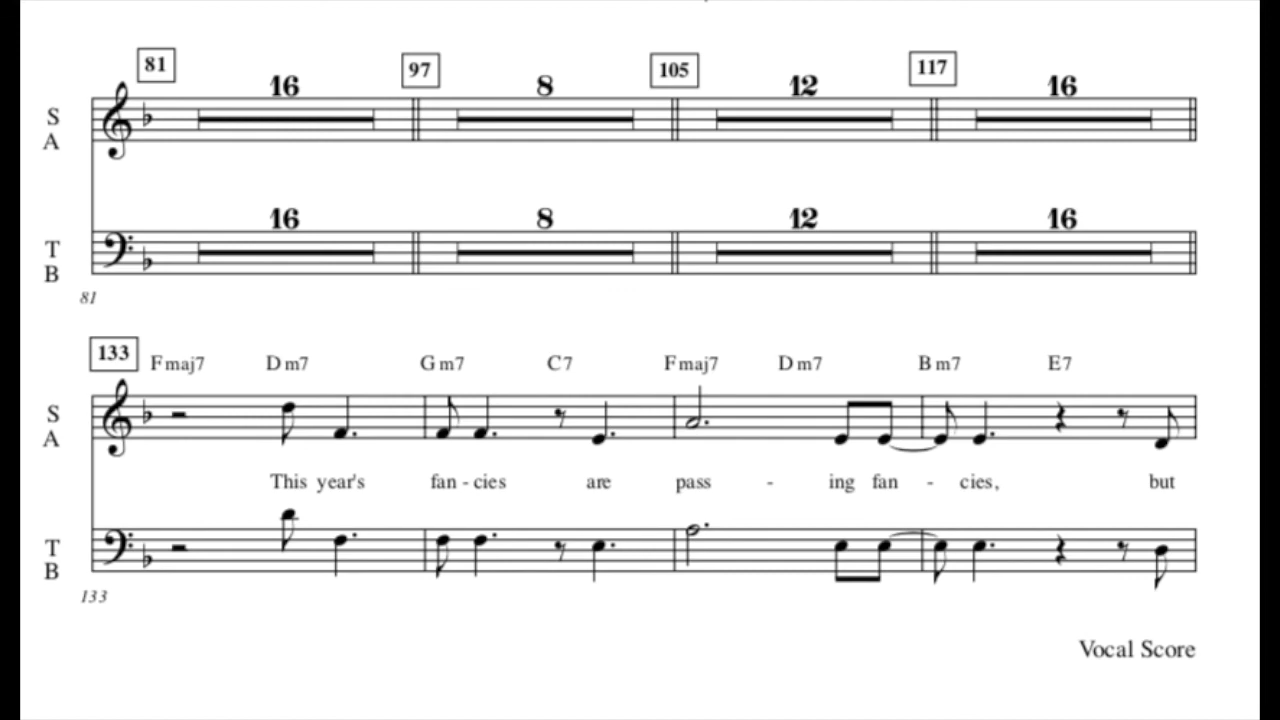 81 97 105 117
16 8 12 16
S
A
16 8 12 16
T
B
81
133 Fmaj7 Dm7 Gm7 C7 Fmaj7 Dm7 Bm7 E7
S
A
This year's fan - cies are pass - ing fan - cies, but
T
B
133
Vocal Score